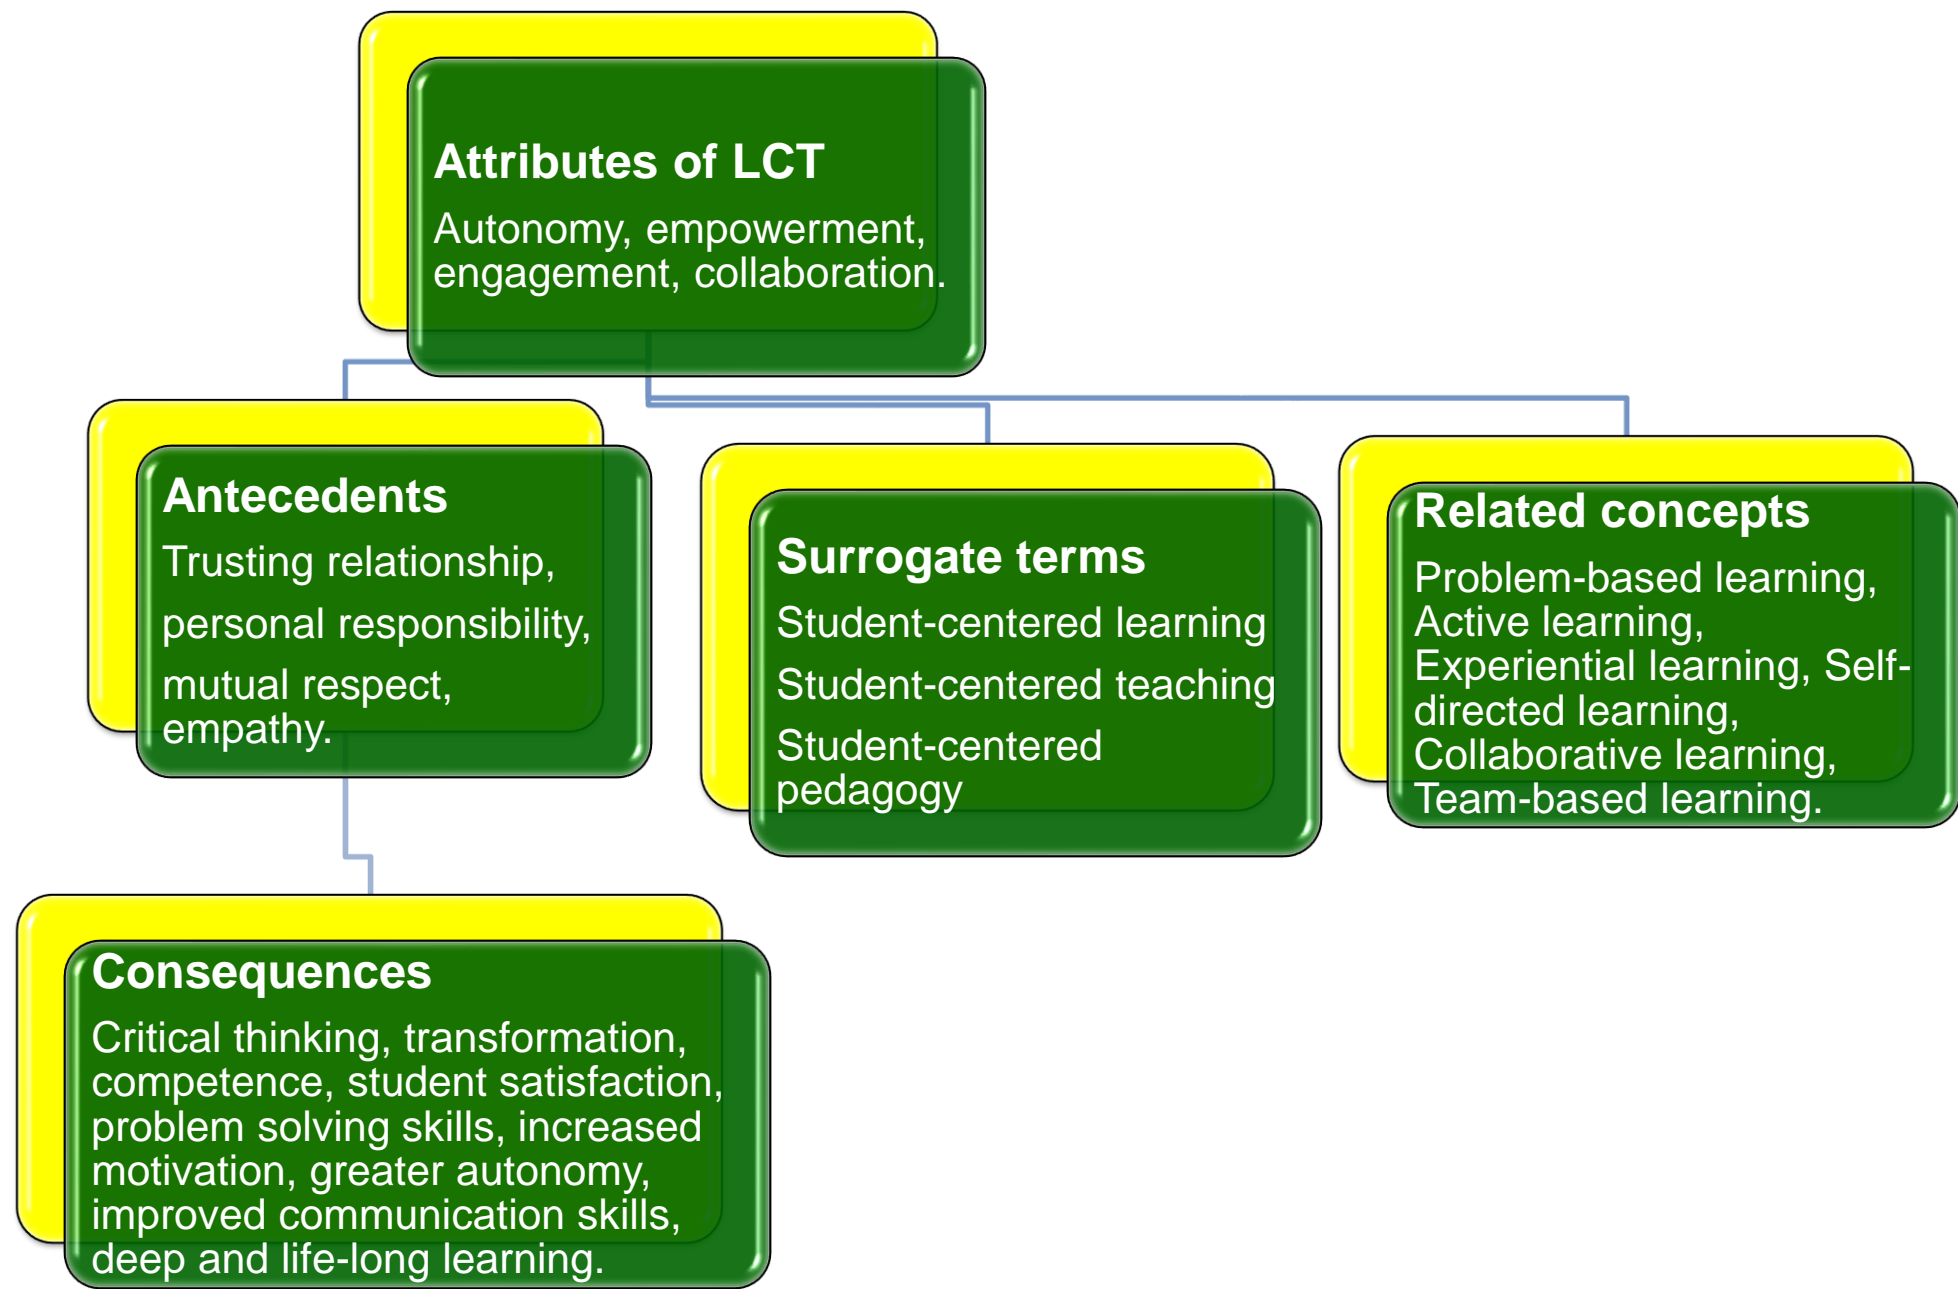 Attributes of LCT
Autonomy, empowerment,
engagement, collaboration.
Antecedents
Trusting relationship,
personal responsibility,
mutual respect,
empathy.
Surrogate terms
Student-centered learning
Student-centered teaching
Student-centered
pedagogy
Related concepts
Problem-based learning,
Active learning,
Experiential learning, Self-
directed learning,
Collaborative learning,
Team-based learning.
Consequences
Critical thinking, transformation,
competence, student satisfaction,
problem solving skills, increased
motivation, greater autonomy,
improved communication skills,
deep and life-long learning.